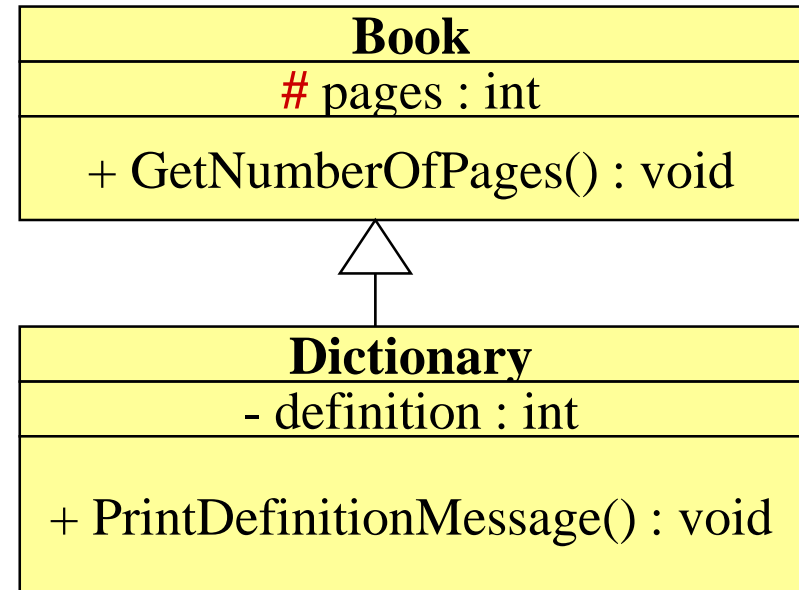 Book
# pages : int
+ GetNumberOfPages() : void
Dictionary
- definition : int
+ PrintDefinitionMessage() : void